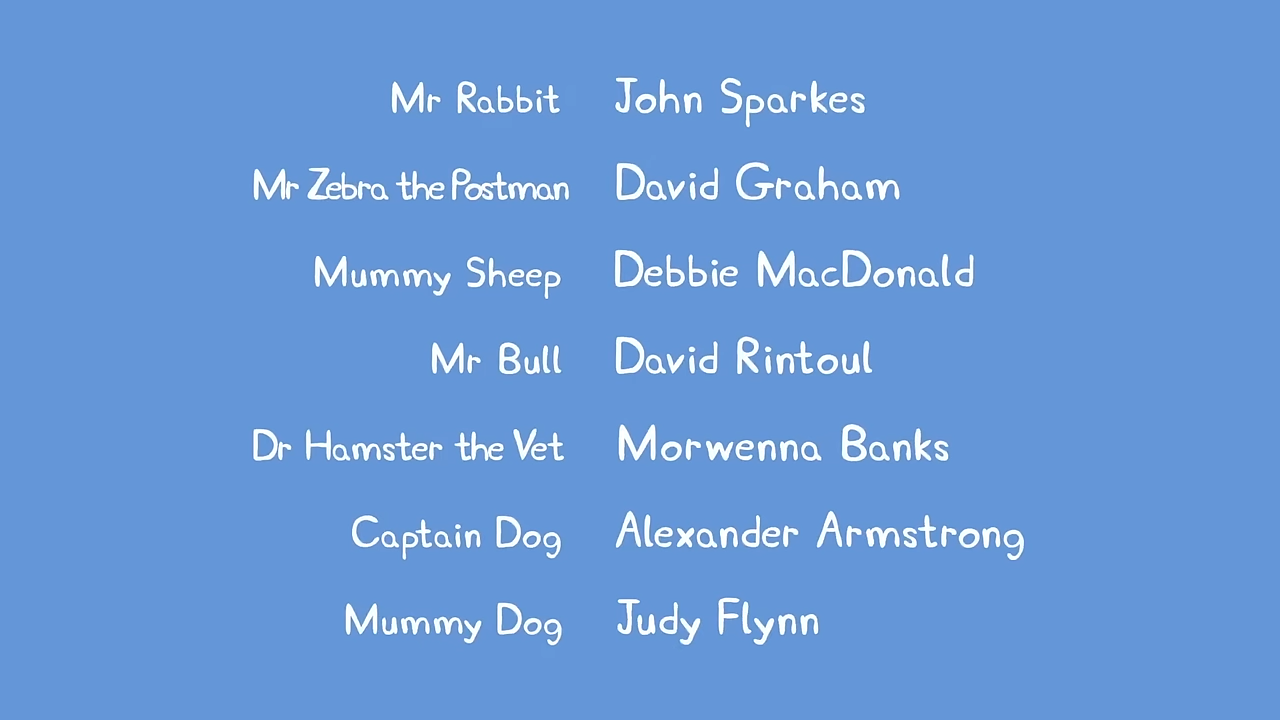 Mr Rabbit John Sparkes
Mr Zebra the Postman David Graham
Mummy Sheep Debbie MacDonald
Mr Bull David Rintoul
Dr Hamster the Vet Morwenna Banks
Captain Dog Alexander Armstrong
Mummy Dog Judy Flynn